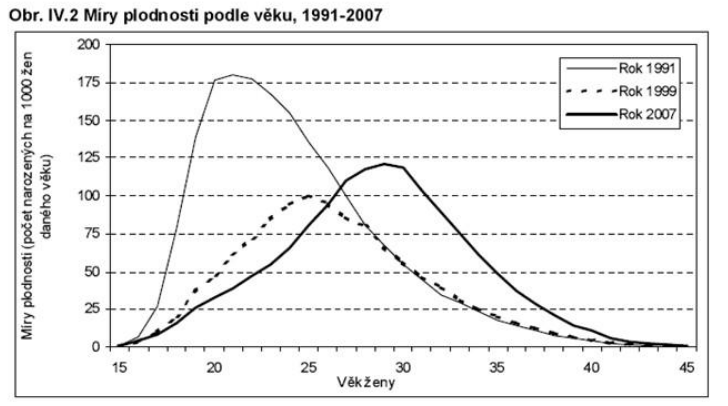 Obr. IV.2 Míry plodnosti podle věku, 1991-2007
Míry plodnosti (počet narozených na 1000 žen
daného věku)
200
175
150
125
100
75
50
25
0
Rok 1991
Rok 1999
Rok 2007
15 20 25 30 35 40 45
Věkženy